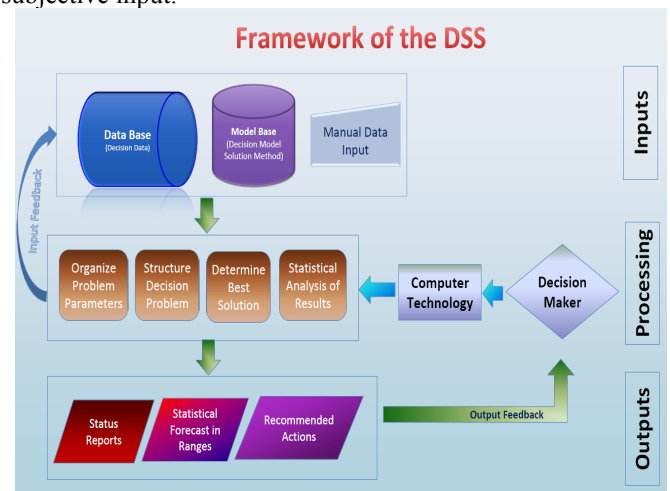 subjective input.
Framework of the DSS
Data Base
(Decision Data)
Model Base
(Decision Model
Solution Method)
Manual Data
Input
Inputs
Input Feedback
Organize
Problem
Parameters
Structure
Decision
Problem
Determine
Best
Solution
Statistical
Analysis of
Results
Computer
Technology
Decision
Maker
Processing
Status
Reports
Statistical
Forecast in
Ranges
Recommended
Actions
Output Feedback
Outputs